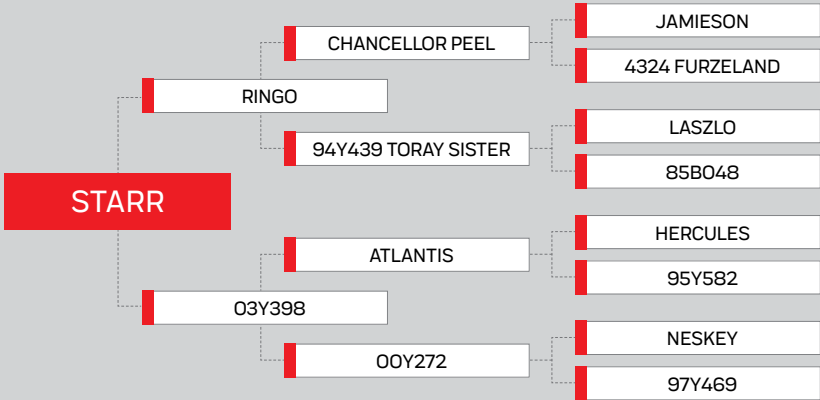 JAMIESON
CHANCELLOR PEEL
4324 FURZELAND
RINGO
LASZLO
94Y439 TORAY SISTER
85B048
STARR
HERCULES
ATLANTIS
95Y582
03Y398
NESKEY
00Y272
97Y469